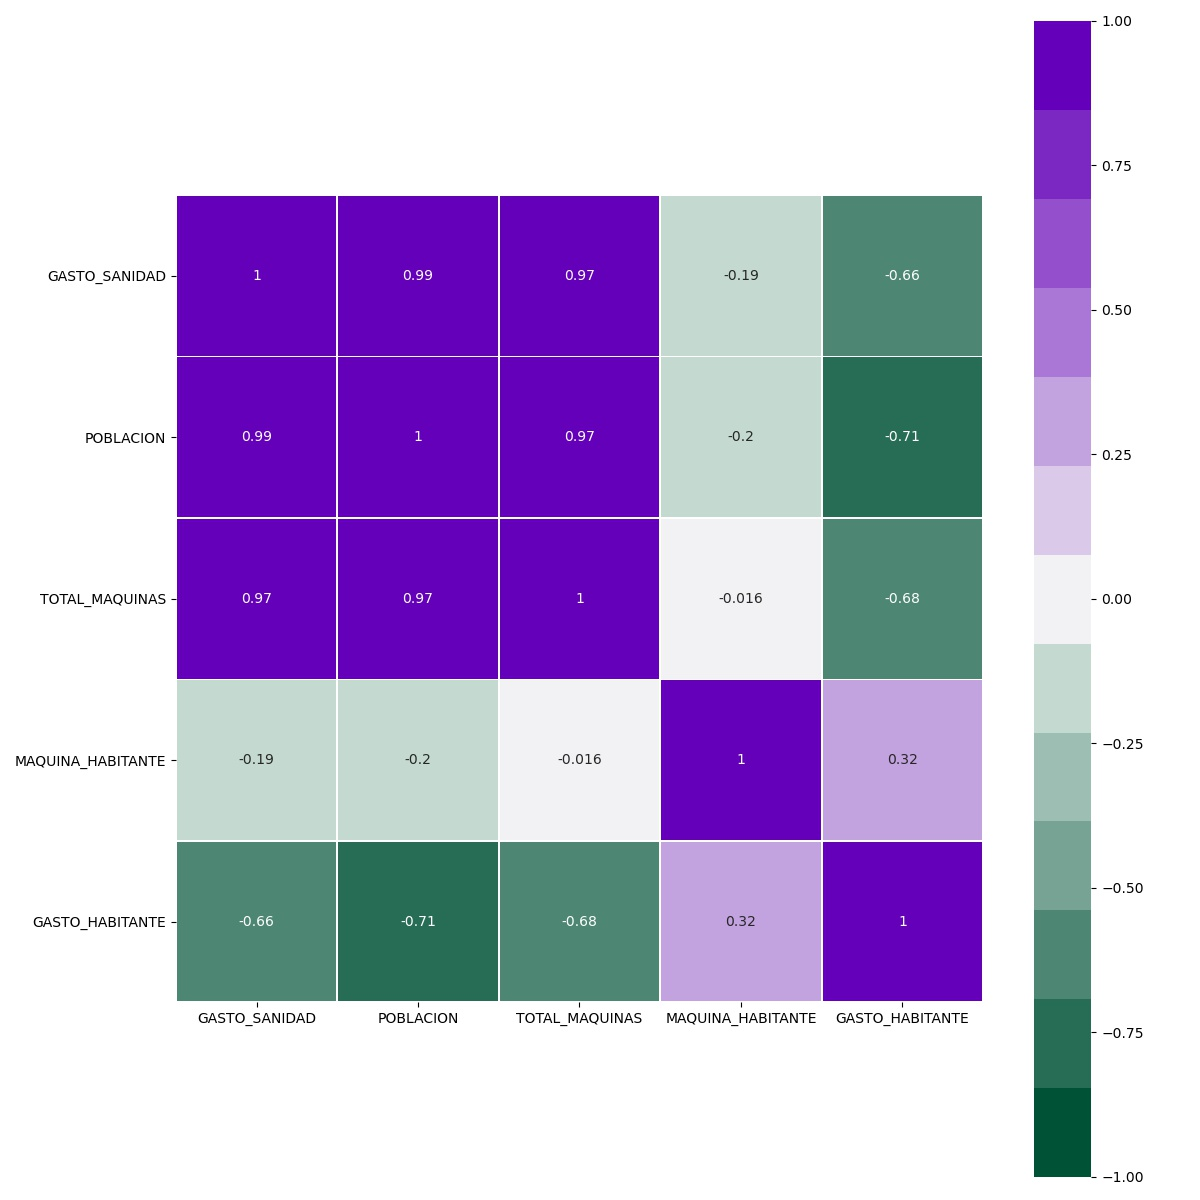 1.00
0.75
0.50
0.25
0.00
−0.25
−0.50
−0.75
−1.00
GASTO_SANIDAD 1 0.99 0.97 -0.19 -0.66
POBLACION 0.99 1 0.97 -0.2 -0.71
TOTAL_MAQUINAS 0.97 0.97 1 -0.016 -0.68
MAQUINA_HABITANTE -0.19 -0.2 -0.016 1 0.32
GASTO_HABITANTE -0.66 -0.71 -0.68 0.32 1
GASTO_SANIDAD POBLACION TOTAL_MAQUINAS MAQUINA_HABITANTE GASTO_HABITANTE